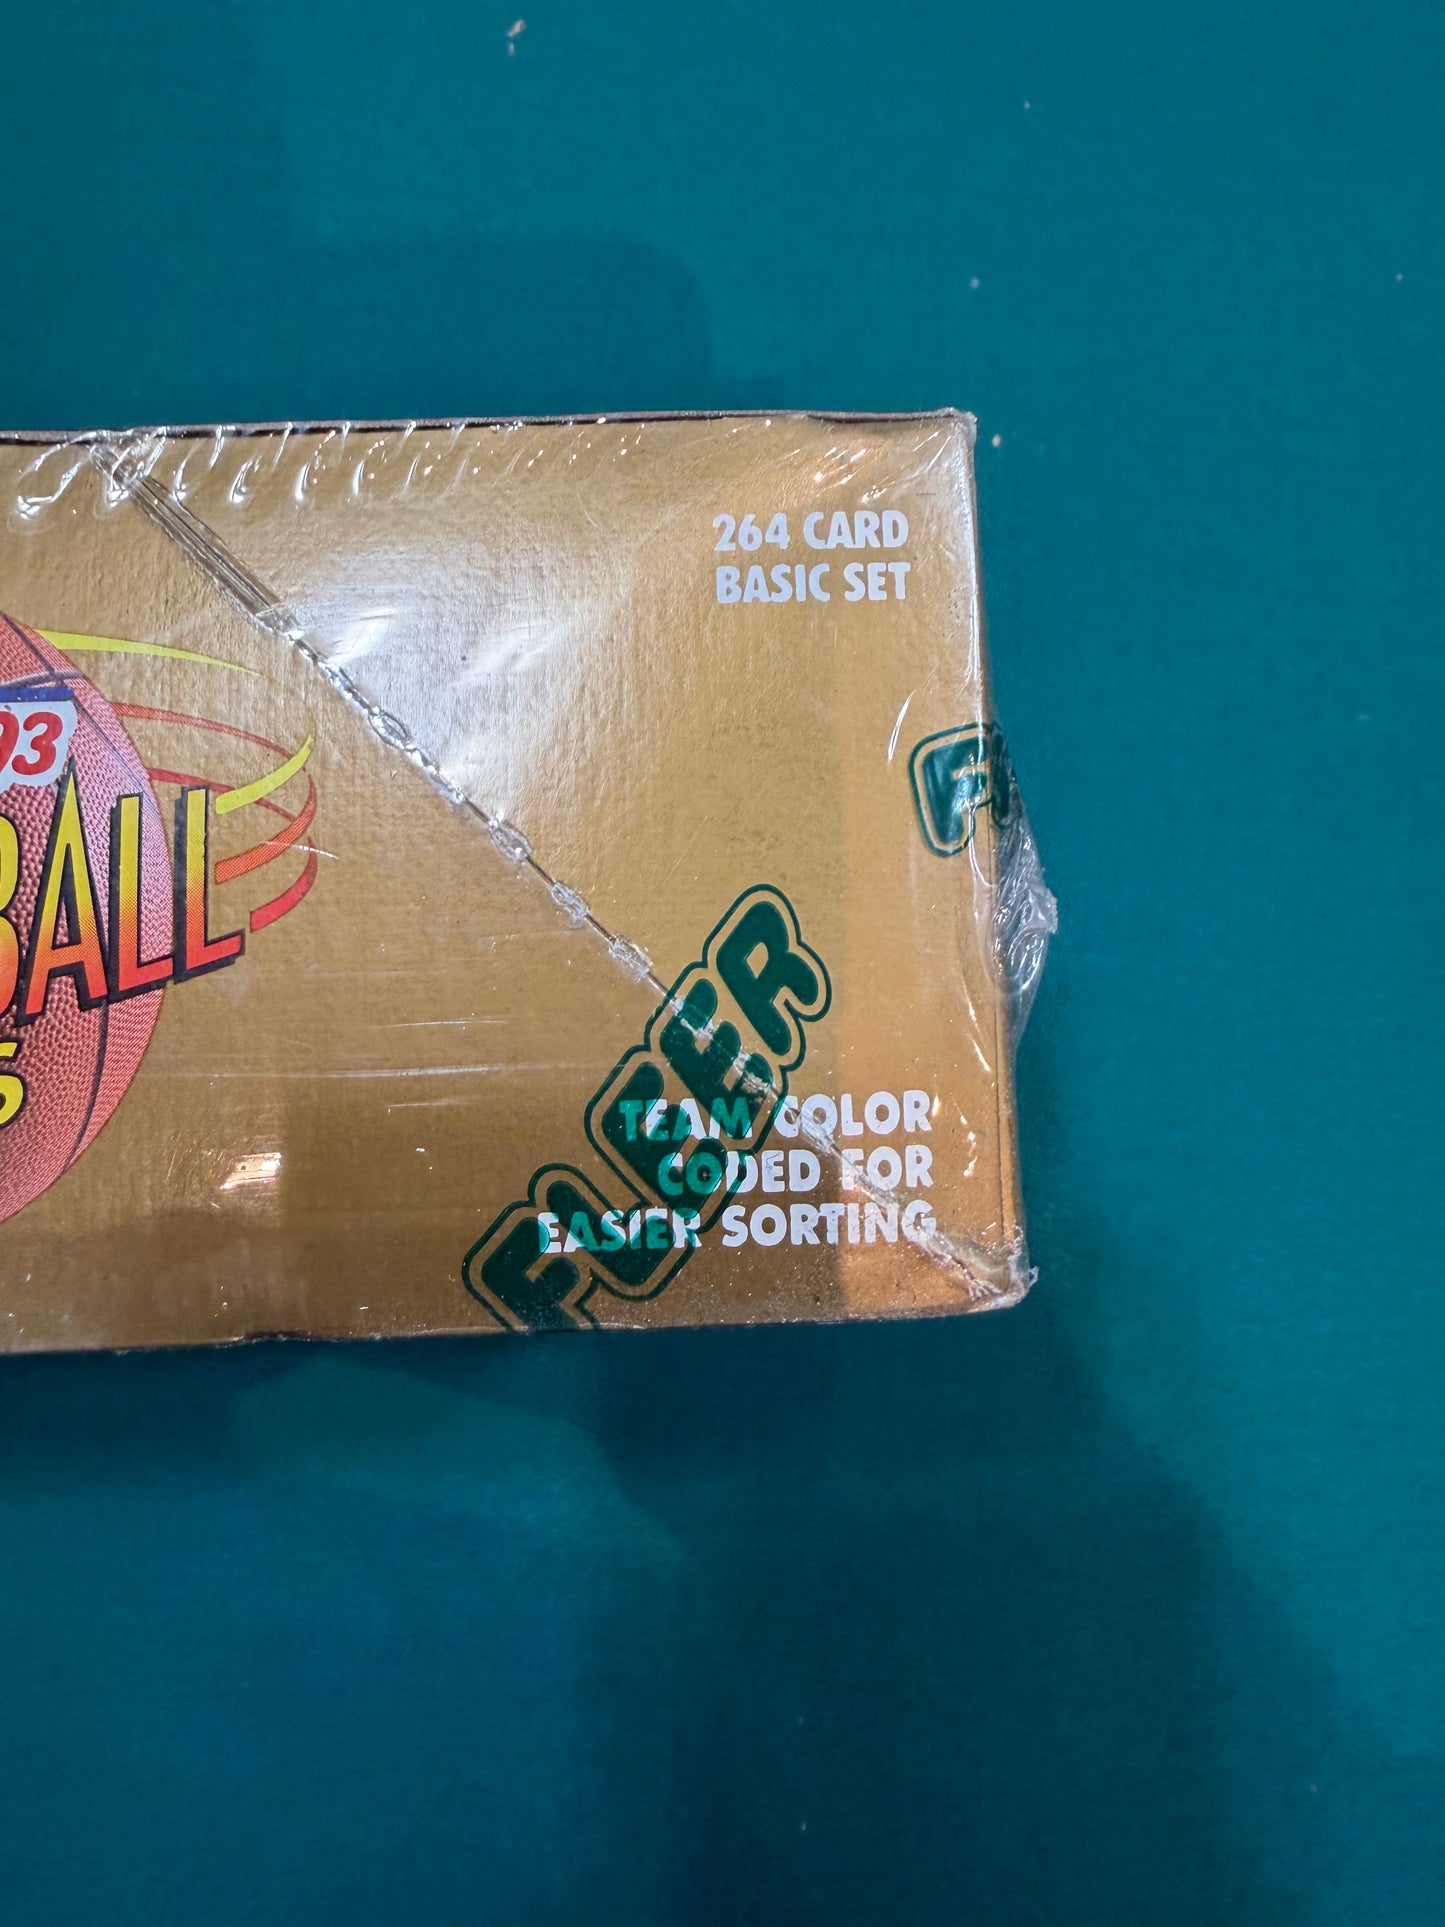 264 CARD
BASIC SET
93
BALL
S
F
FLEER
TEAM COLOR
CODED FOR
EASIER SORTING